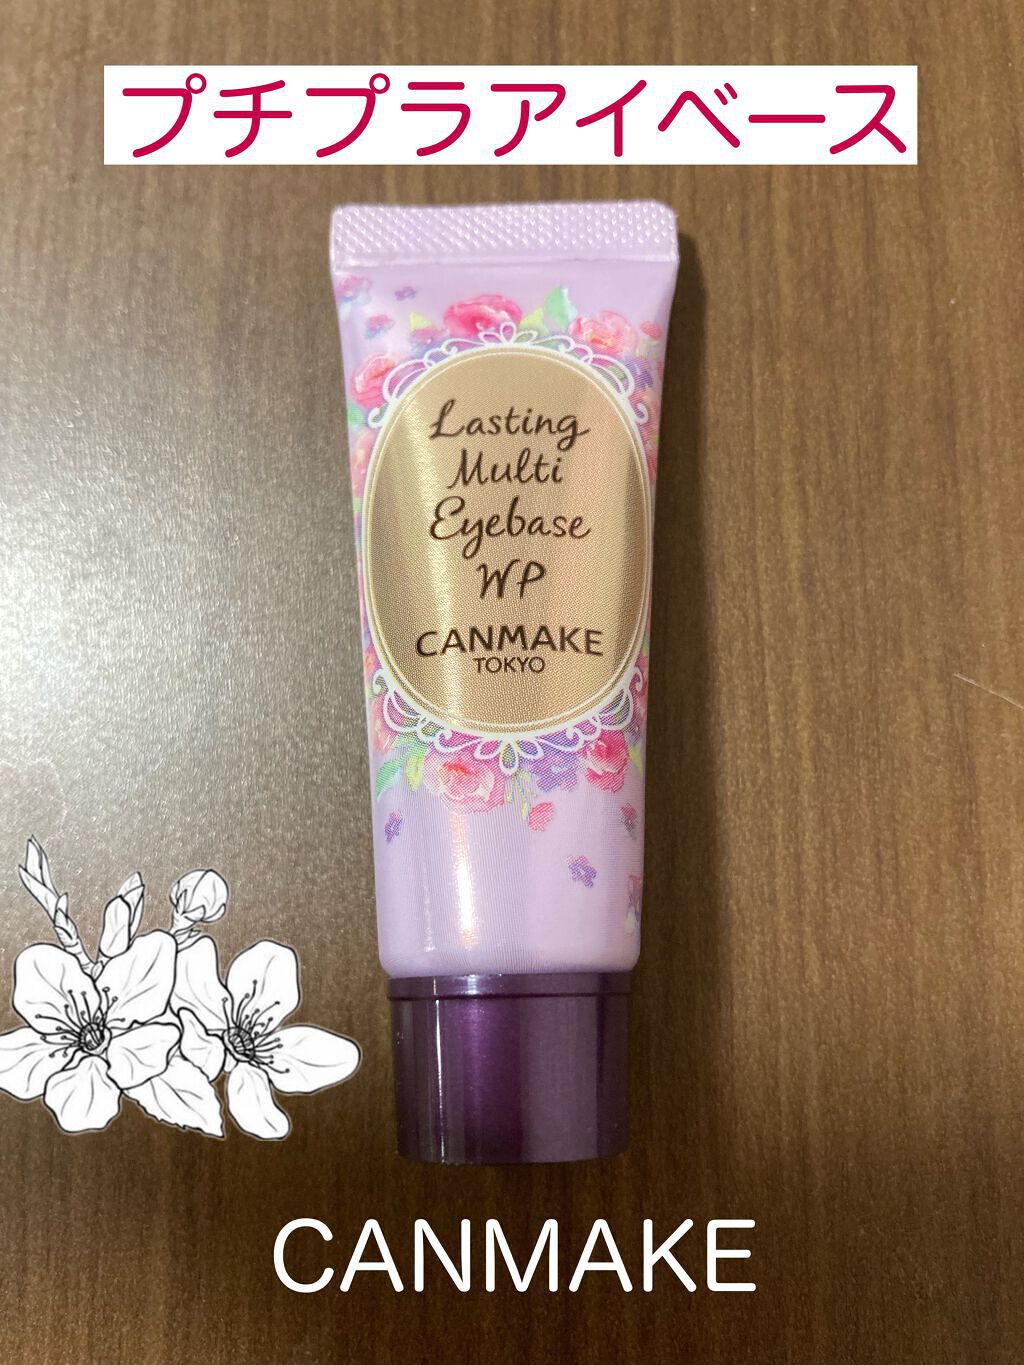 プチプラアイベース
Lasting
Multi
Eyebase
WP
CANMAKE
TOKYO
CANMAKE